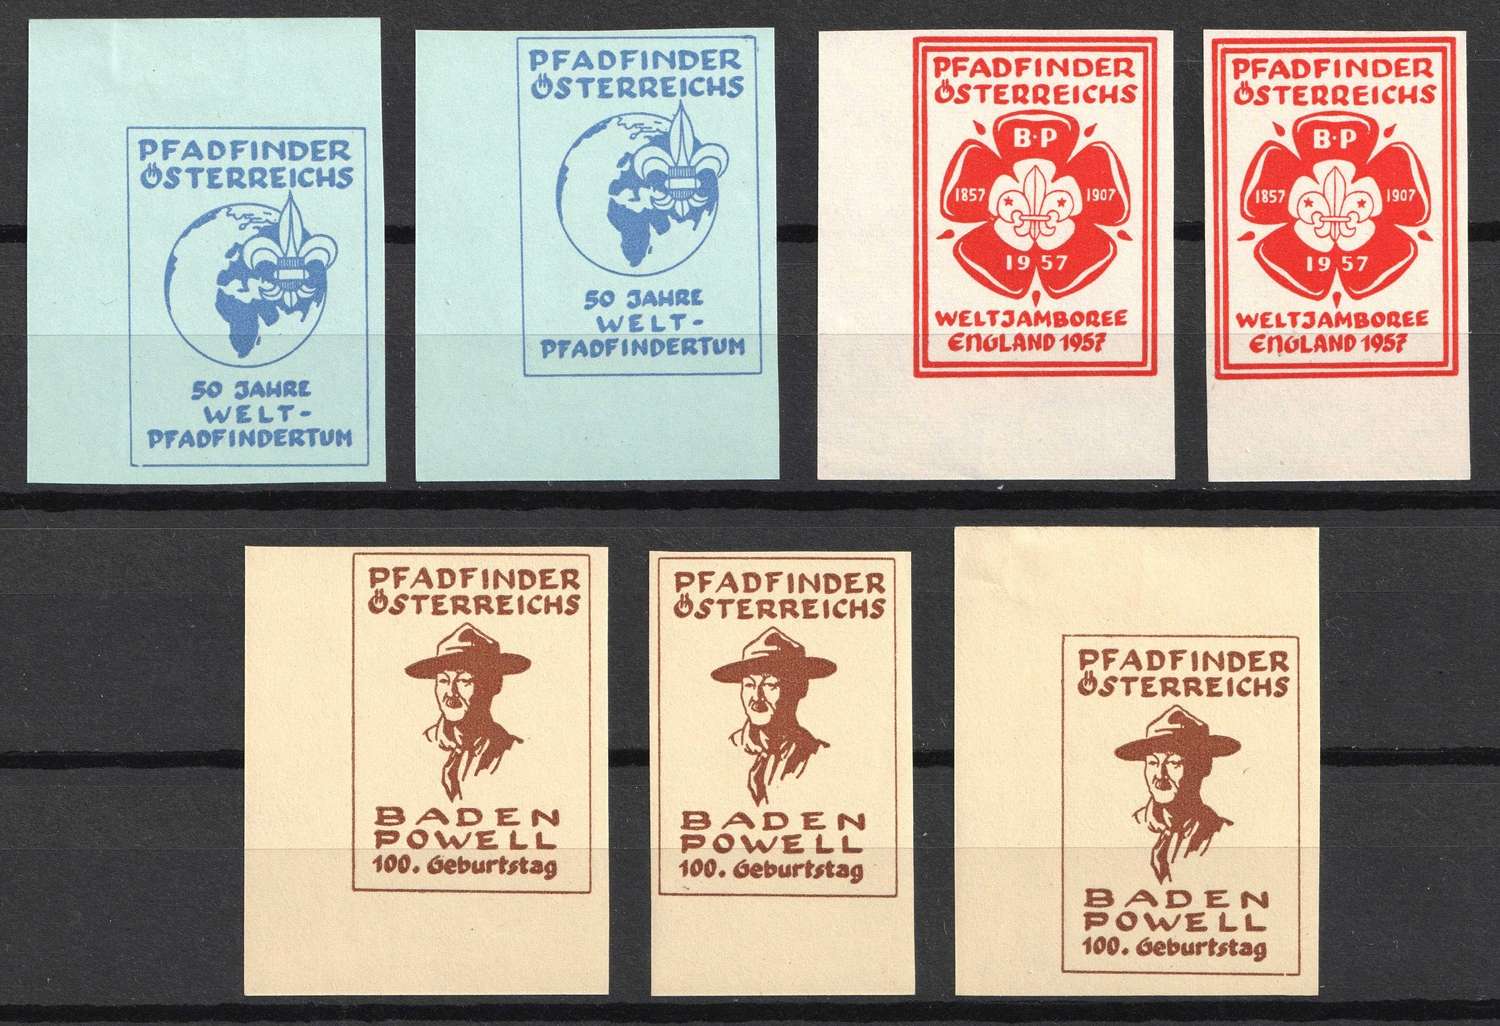 PFADFINDER
ÖSTERREICHS
50 JAHRE
WELT-
PFADFINDERTUM
PFADFINDER
ÖSTERREICHS
50 JAHRE
WELT-
PFADFINDERTUM
PFADFINDER
ÖSTERREICHS
B·P
1857 1907
1957
WELTJAMBOREE
ENGLAND 1957
PFADFINDER
ÖSTERREICHS
B·P
1857 1907
1957
WELTJAMBOREE
ENGLAND 1957
PFADFINDER
ÖSTERREICHS
BADEN
POWELL
100. Geburtstag
PFADFINDER
ÖSTERREICHS
BADEN
POWELL
100. Geburtstag
PFADFINDER
ÖSTERREICHS
BADEN
POWELL
100. Geburtstag